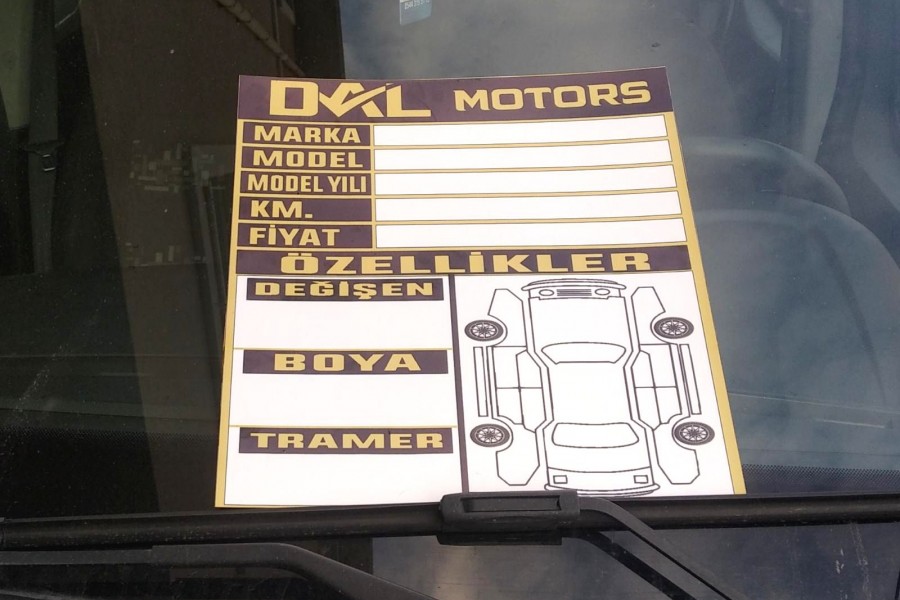 DAL MOTORS
MARKA
MODEL
MODEL YILI
KM.
FİYAT
ÖZELLİKLER
DEĞİŞEN
BOYA
TRAMER